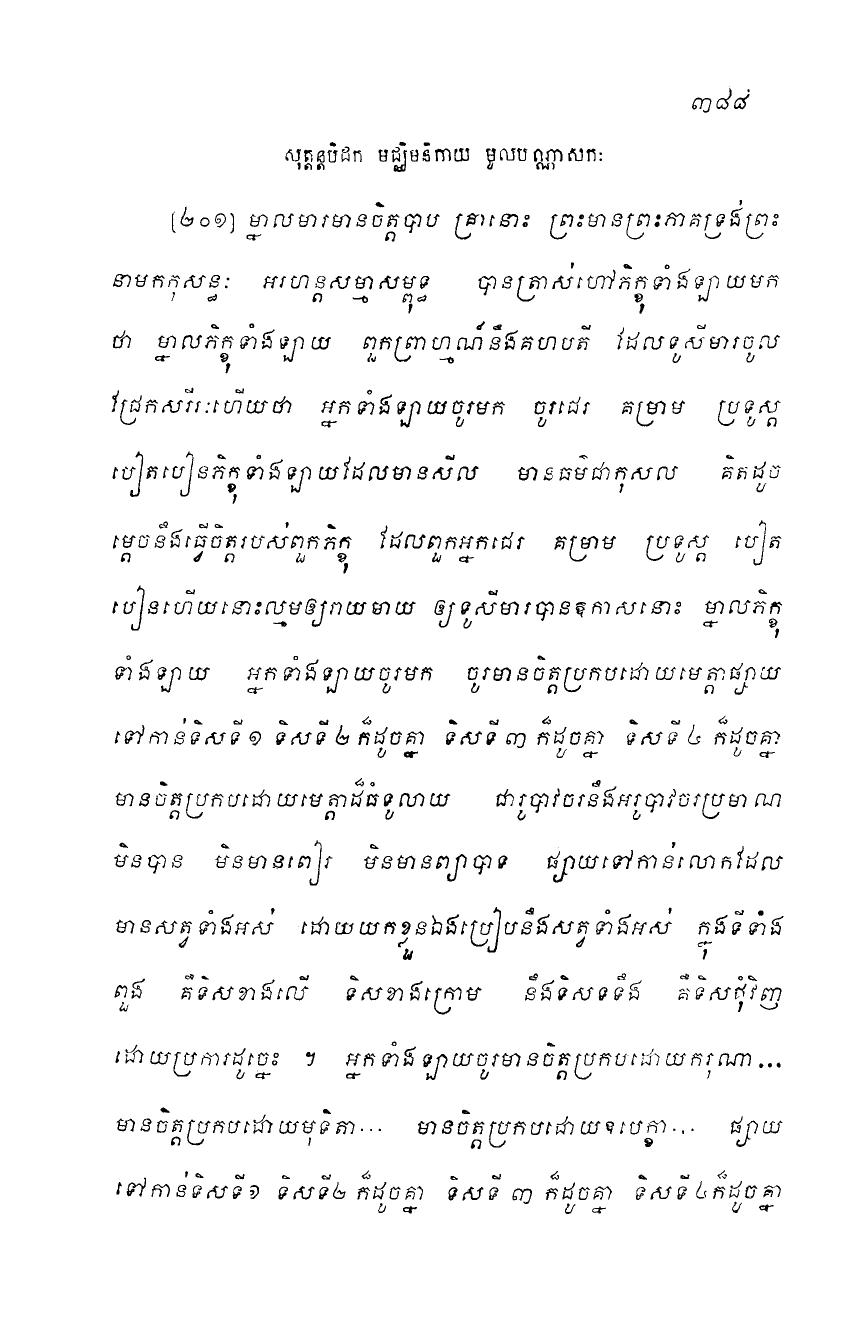 ៣៨៨
សុត្តន្តបិដក មជ្ឈិមនិកាយ មូលបណ្ណាសកៈ
[២០១] ម្នាលមារមានចិត្តបាប គ្រានោះ ព្រះមានព្រះភាគទ្រង់ព្រះ
នាមកកុសន្ធៈ អរហន្តសម្មាសម្ពុទ្ធ បានត្រាស់ហៅភិក្ខុទាំងឡាយមក
ថា ម្នាលភិក្ខុទាំងឡាយ ពួកព្រាហ្មណ៍នឹងគហបតី ដែលទូសីមារចូល
ជ្រែកសរីរៈហើយថា អ្នកទាំងឡាយចូរមក ចូរជេរ គម្រាម ប្រទូស្ត
បៀតបៀនភិក្ខុទាំងឡាយដែលមានសីល មានធម៌ជាកុសល គិតដូច
ម្តេចនឹងធ្វើចិត្តរបស់ពួកភិក្ខុ ដែលពួកអ្នកជេរ គម្រាម ប្រទូស្ត បៀត
បៀនហើយនោះល្មមឲ្យរាយមាយ ឲ្យទូសីមារបានឱកាសនោះ ម្នាលភិក្ខុ
ទាំងឡាយ អ្នកទាំងឡាយចូរមក ចូរមានចិត្តប្រកបដោយមេត្តាផ្សាយ
ទៅកាន់ទិសទី១ ទិសទី២ក៏ដូចគ្នា ទិសទី៣ ក៏ដូចគ្នា ទិសទី៤ ក៏ដូចគ្នា
មានចិត្តប្រកបដោយមេត្តាដ៏ធំទូលាយ ជារូបាវចរនឹងអរូបាវចរប្រមាណ
មិនបាន មិនមានពៀរ មិនមានព្យាបាទ ផ្សាយទៅកាន់លោកដែល
មានសត្វទាំងអស់ ដោយយកខ្លួនឯងប្រៀបនឹងសត្វទាំងអស់ ក្នុងទីទាំង
ពួង គឺទិសខាងលើ ទិសខាងក្រោម នឹងទិសទទឹង គឺទិសជុំវិញ
ដោយប្រការដូច្នេះ ។ អ្នកទាំងឡាយចូរមានចិត្តប្រកបដោយករុណា...
មានចិត្តប្រកបដោយមុទិតា... មានចិត្តប្រកបដោយឧបេក្ខា... ផ្សាយ
ទៅកាន់ទិសទី១ ទិសទី២ ក៏ដូចគ្នា ទិសទី ៣ ក៏ដូចគ្នា ទិសទី៤ក៏ដូចគ្នា